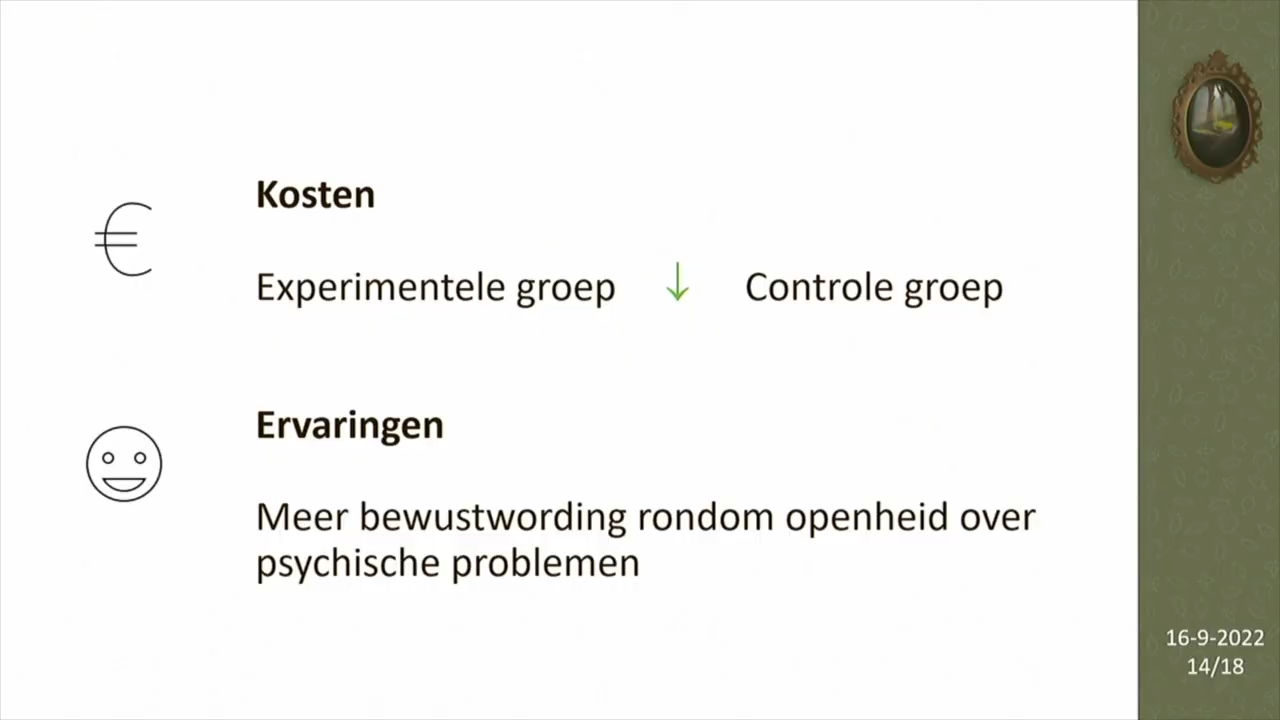 Kosten
€
Experimentele groep ↓ Controle groep
Ervaringen
Meer bewustwording rondom openheid over
psychische problemen
16-9-2022
14/18